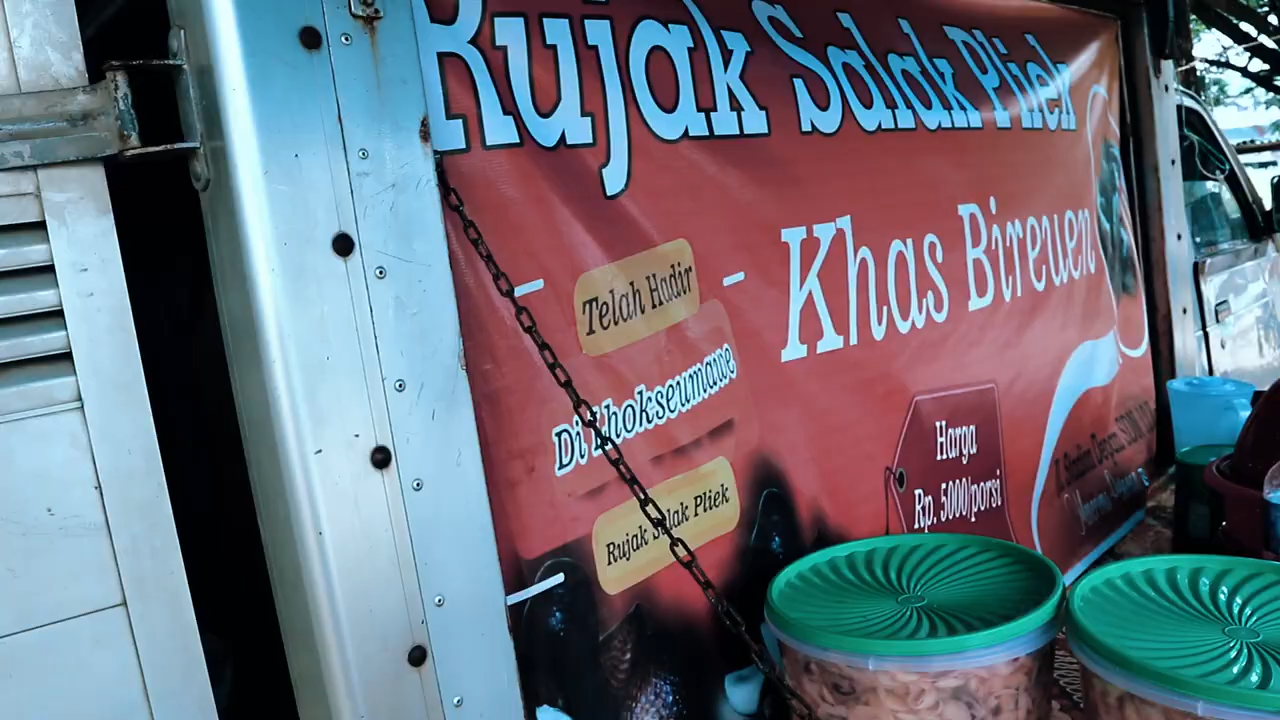 Rujak Salak Pliek
Khas Bireuen
Telah Hadir
Di Lhokseumawe
Rujak Salak Pliek
Harga
Rp. 5000/porsi